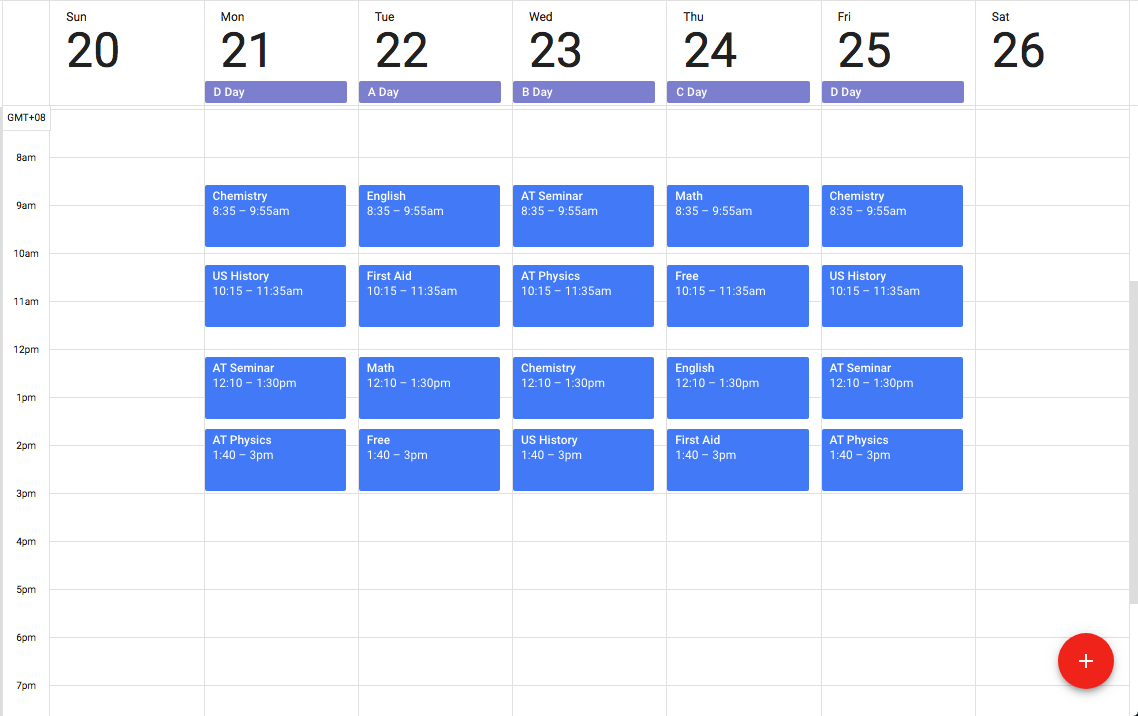 Sun
Mon
Tue
Wed
Thu
Fri
Sat
20
21
22
23
24
25
26
D Day
A Day
B Day
C Day
D Day
GMT+08
8am
9am
10am
11am
12pm
1pm
2pm
3pm
4pm
5pm
6pm
7pm
Chemistry
8:35 – 9:55am
US History
10:15 – 11:35am
AT Seminar
12:10 – 1:30pm
AT Physics
1:40 – 3pm
English
8:35 – 9:55am
First Aid
10:15 – 11:35am
Math
12:10 – 1:30pm
Free
1:40 – 3pm
AT Seminar
8:35 – 9:55am
AT Physics
10:15 – 11:35am
Chemistry
12:10 – 1:30pm
US History
1:40 – 3pm
Math
8:35 – 9:55am
Free
10:15 – 11:35am
English
12:10 – 1:30pm
First Aid
1:40 – 3pm
Chemistry
8:35 – 9:55am
US History
10:15 – 11:35am
AT Seminar
12:10 – 1:30pm
AT Physics
1:40 – 3pm
+